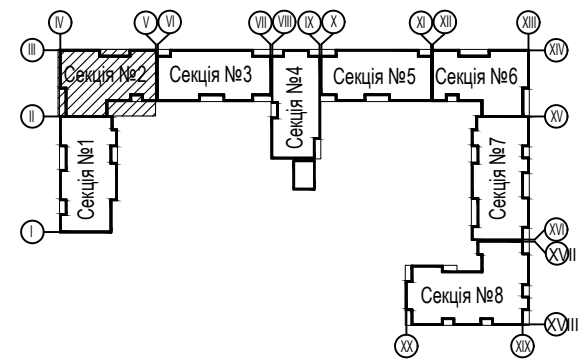 IV V VI VII VIII IX X XI XII XIII
III XIV
Секція №2 Секція №3 Секція №4 Секція №5 Секція №6
II XV
Секція №1 Секція №7
I XVI
XVII
Секція №8
XVIII
XX XIX